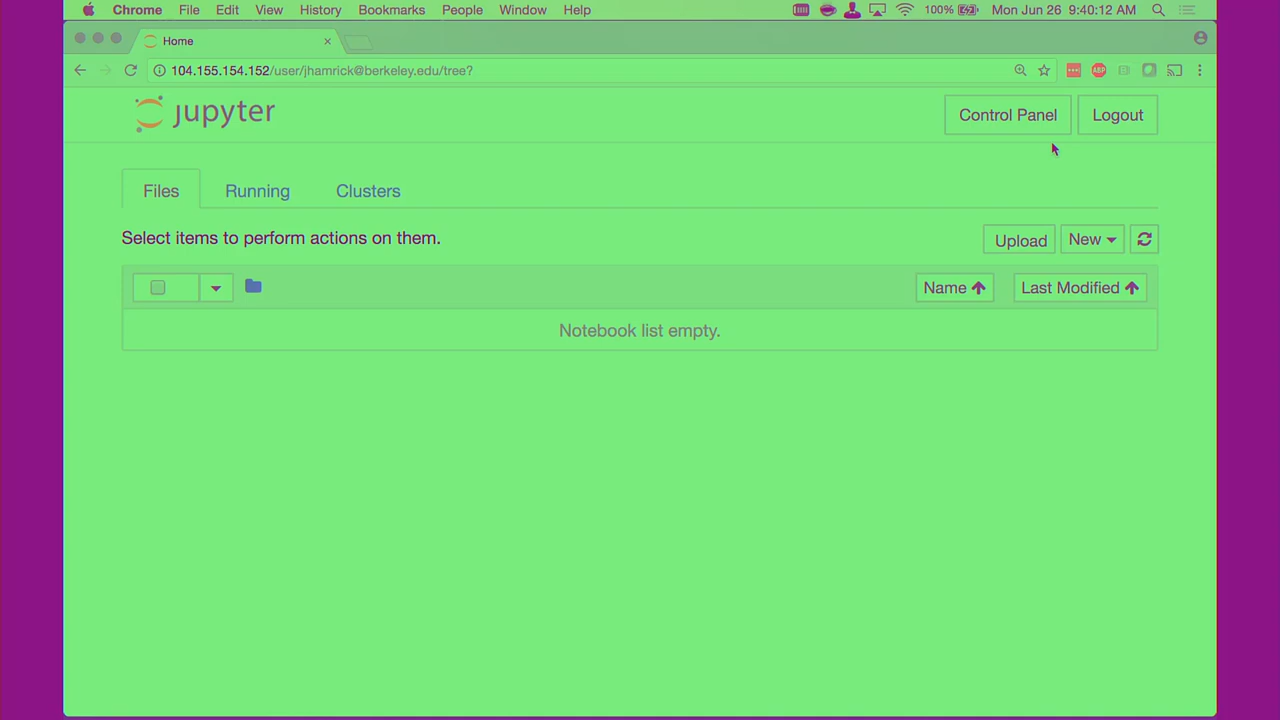 Chrome File Edit View History Bookmarks People Window Help 100% Mon Jun 26 9:40:12 AM
Home ×
104.155.154.152/user/jhamrick@berkeley.edu/tree? ABP
jupyter Control Panel Logout
Files Running Clusters
Select items to perform actions on them. Upload New
Name Last Modified
Notebook list empty.